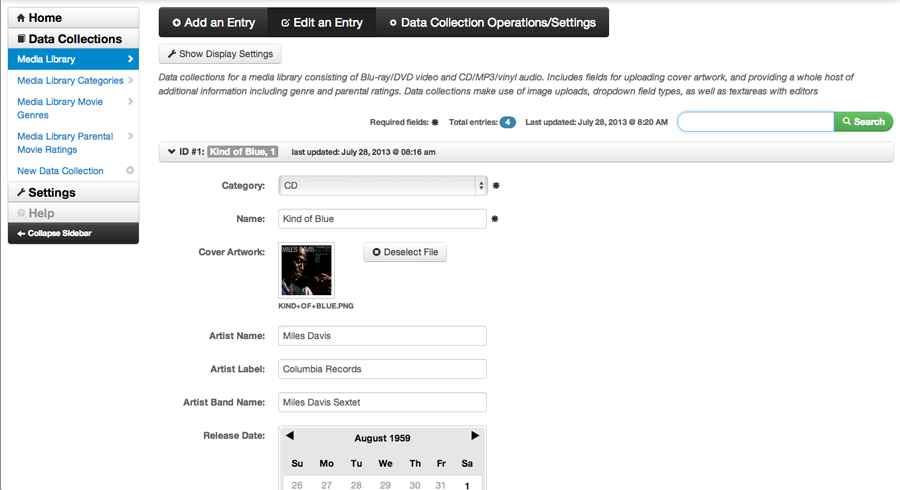 Home
Data Collections
Media Library
Media Library Categories
Media Library Movie
Genres
Media Library Parental
Movie Ratings
New Data Collection
Settings
Help
Collapse Sidebar
Add an Entry
Edit an Entry
Data Collection Operations/Settings
Show Display Settings
Data collections for a media library consisting of Blu-ray/DVD video and CD/MP3/vinyl audio. Includes fields for uploading cover artwork, and providing a whole host of
additional information including genre and parental ratings. Data collections make use of image uploads, dropdown field types, as well as textareas with editors
Required fields: ✱ Total entries: 4 Last updated: July 28, 2013 @ 8:20 AM Search
ID #1: Kind of Blue, 1 last updated: July 28, 2013 @ 08:16 am
Category: CD ✱
Name: Kind of Blue ✱
Cover Artwork: MILES DAVIS Deselect File
KIND+OF+BLUE.PNG
Artist Name: Miles Davis
Artist Label: Columbia Records
Artist Band Name: Miles Davis Sextet
Release Date: August 1959
Su Mo Tu We Th Fr Sa
26 27 28 29 30 31 1